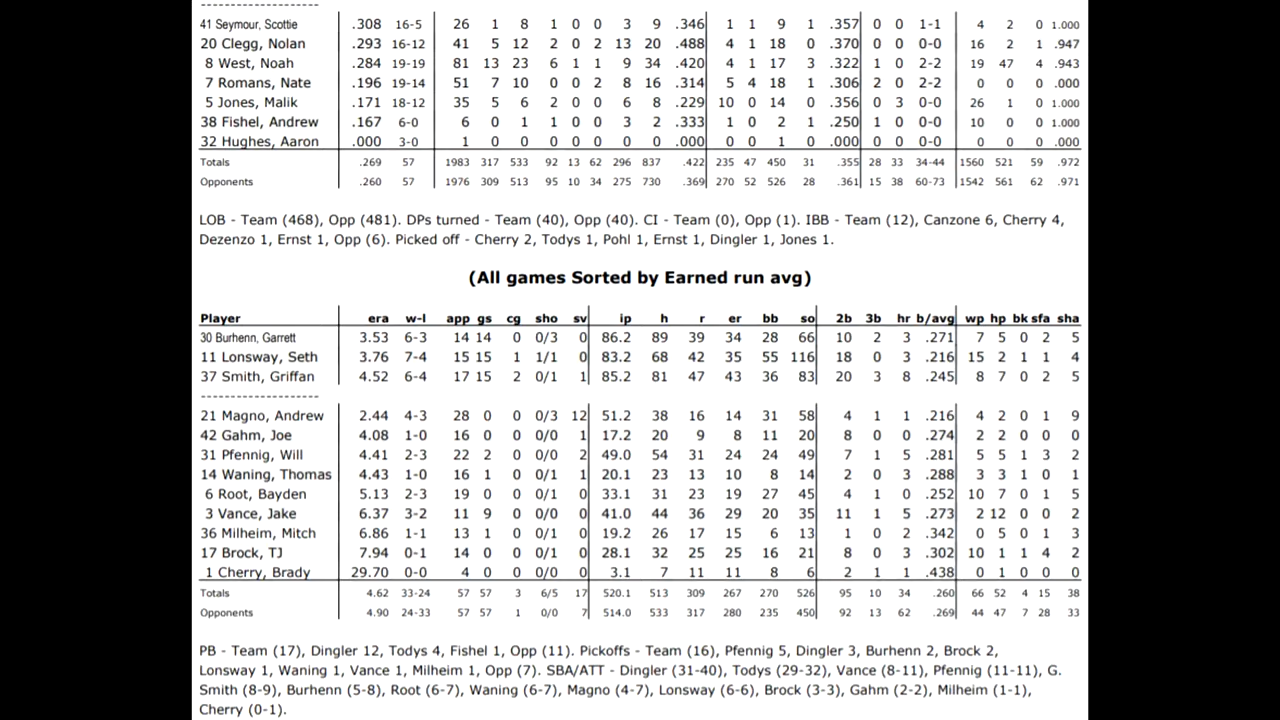 --------------------
41 Seymour, Scottie .308 16-5 26 1 8 1 0 0 3 9 .346 1 1 9 1 .357 0 0 1-1 4 2 0 1.000
20 Clegg, Nolan .293 16-12 41 5 12 2 0 2 13 20 .488 4 1 18 0 .370 0 0 0-0 16 2 1 .947
8 West, Noah .284 19-19 81 13 23 6 1 1 9 34 .420 4 1 17 3 .322 1 0 2-2 19 47 4 .943
7 Romans, Nate .196 19-14 51 7 10 0 0 2 8 16 .314 5 4 18 1 .306 2 0 2-2 0 0 0 .000
5 Jones, Malik .171 18-12 35 5 6 2 0 0 6 8 .229 10 0 14 0 .356 0 3 0-0 26 1 0 1.000
38 Fishel, Andrew .167 6-0 6 0 1 1 0 0 3 2 .333 1 0 2 1 .250 1 0 0-0 10 0 0 1.000
32 Hughes, Aaron .000 3-0 1 0 0 0 0 0 0 0 .000 0 0 1 0 .000 0 0 0-0 0 0 0 .000
Totals .269 57 1983 317 533 92 13 62 296 837 .422 235 47 450 31 .355 28 33 34-44 1560 521 59 .972
Opponents .260 57 1976 309 513 95 10 34 275 730 .369 270 52 526 28 .361 15 38 60-73 1542 561 62 .971
LOB - Team (468), Opp (481). DPs turned - Team (40), Opp (40). CI - Team (0), Opp (1). IBB - Team (12), Canzone 6, Cherry 4,
Dezenzo 1, Ernst 1, Opp (6). Picked off - Cherry 2, Todys 1, Pohl 1, Ernst 1, Dingler 1, Jones 1.
(All games Sorted by Earned run avg)
Player era w-l app gs cg sho sv ip h r er bb so 2b 3b hr b/avg wp hp bk sfa sha
30 Burhenn, Garrett 3.53 6-3 14 14 0 0/3 0 86.2 89 39 34 28 66 10 2 3 .271 7 5 0 2 5
11 Lonsway, Seth 3.76 7-4 15 15 1 1/1 0 83.2 68 42 35 55 116 18 0 3 .216 15 2 1 1 4
37 Smith, Griffan 4.52 6-4 17 15 2 0/1 1 85.2 81 47 43 36 83 20 3 8 .245 8 7 0 2 5
--------------------
21 Magno, Andrew 2.44 4-3 28 0 0 0/3 12 51.2 38 16 14 31 58 4 1 1 .216 4 2 0 1 9
42 Gahm, Joe 4.08 1-0 16 0 0 0/0 1 17.2 20 9 8 11 20 8 0 0 .274 2 2 0 0 0
31 Pfennig, Will 4.41 2-3 22 2 0 0/0 2 49.0 54 31 24 24 49 7 1 5 .281 5 5 1 3 2
14 Waning, Thomas 4.43 1-0 16 1 0 0/1 1 20.1 23 13 10 8 14 2 0 3 .288 3 3 1 0 1
6 Root, Bayden 5.13 2-3 19 0 0 0/1 0 33.1 31 23 19 27 45 4 1 0 .252 10 7 0 1 5
3 Vance, Jake 6.37 3-2 11 9 0 0/0 0 41.0 44 36 29 20 35 11 1 5 .273 2 12 0 0 2
36 Milheim, Mitch 6.86 1-1 13 1 0 0/1 0 19.2 26 17 15 6 13 1 0 2 .342 0 5 0 1 3
17 Brock, TJ 7.94 0-1 14 0 0 0/1 0 28.1 32 25 25 16 21 8 0 3 .302 10 1 1 4 2
1 Cherry, Brady 29.70 0-0 4 0 0 0/0 0 3.1 7 11 11 8 6 2 1 1 .438 0 1 0 0 0
Totals 4.62 33-24 57 57 3 6/5 17 520.1 513 309 267 270 526 95 10 34 .260 66 52 4 15 38
Opponents 4.90 24-33 57 57 1 0/0 7 514.0 533 317 280 235 450 92 13 62 .269 44 47 7 28 33
PB - Team (17), Dingler 12, Todys 4, Fishel 1, Opp (11). Pickoffs - Team (16), Pfennig 5, Dingler 3, Burhenn 2, Brock 2,
Lonsway 1, Waning 1, Vance 1, Milheim 1, Opp (7). SBA/ATT - Dingler (31-40), Todys (29-32), Vance (8-11), Pfennig (11-11), G.
Smith (8-9), Burhenn (5-8), Root (6-7), Waning (6-7), Magno (4-7), Lonsway (6-6), Brock (3-3), Gahm (2-2), Milheim (1-1),
Cherry (0-1).